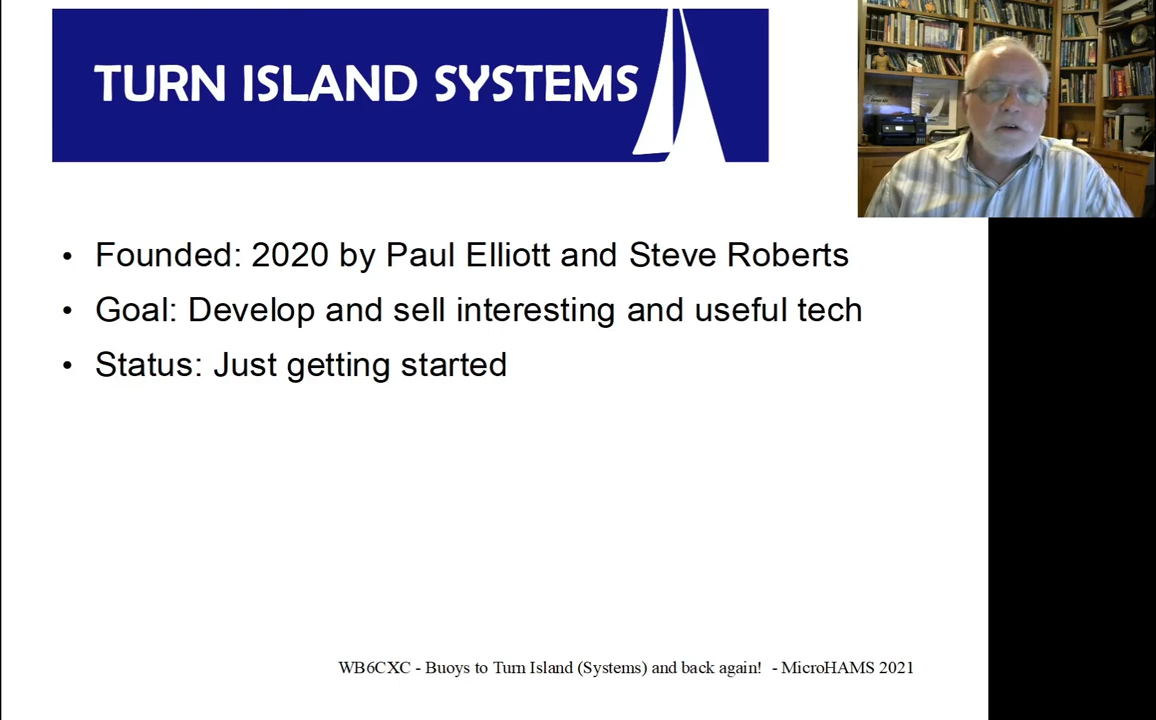 TURN ISLAND SYSTEMS
• Founded: 2020 by Paul Elliott and Steve Roberts
• Goal: Develop and sell interesting and useful tech
• Status: Just getting started
WB6CXC - Buoys to Turn Island (Systems) and back again! - MicroHAMS 2021